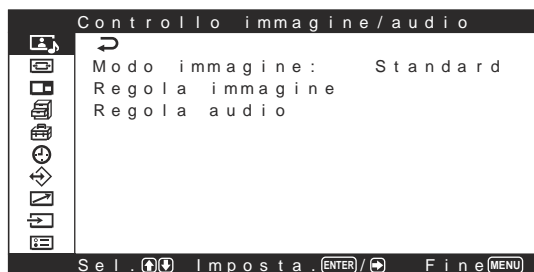 Controllo immagine/audio
Modo immagine: Standard
Regola immagine
Regola audio
Sel. Imposta. ENTER / Fine MENU